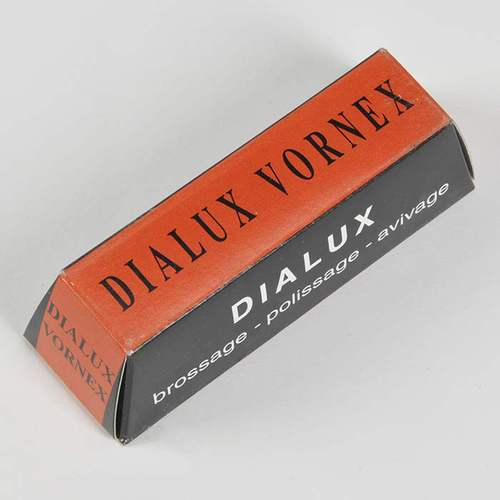 DIALUX VORNEX
DIALUX
brossage - polissage - avivage
DIALUX
VORNEX